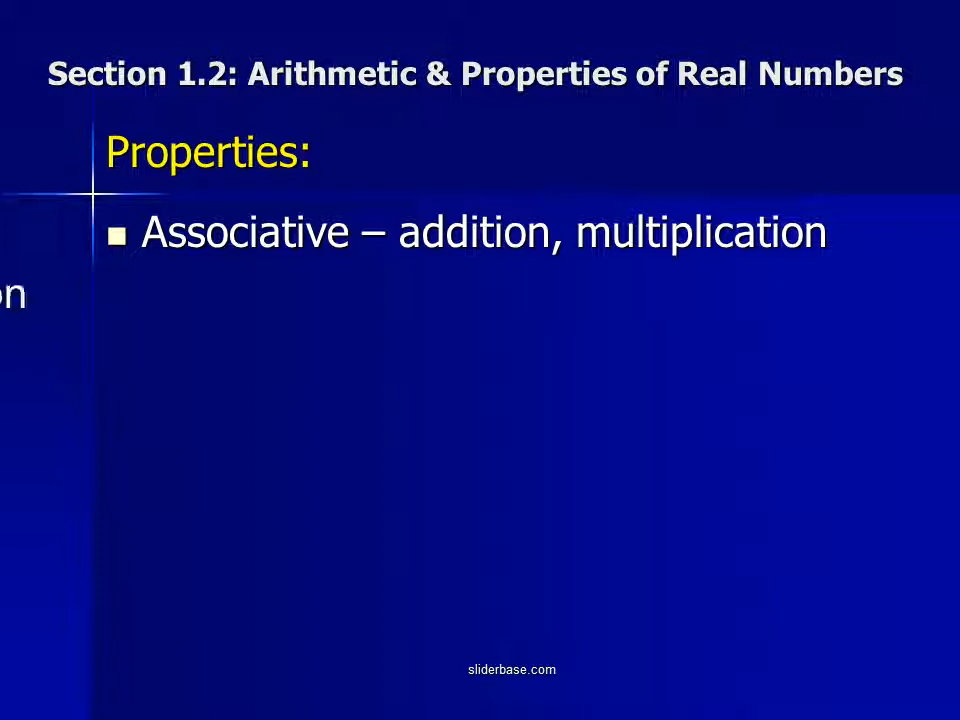 Section 1.2: Arithmetic & Properties of Real Numbers
Properties:
Associative – addition, multiplication
on
sliderbase.com